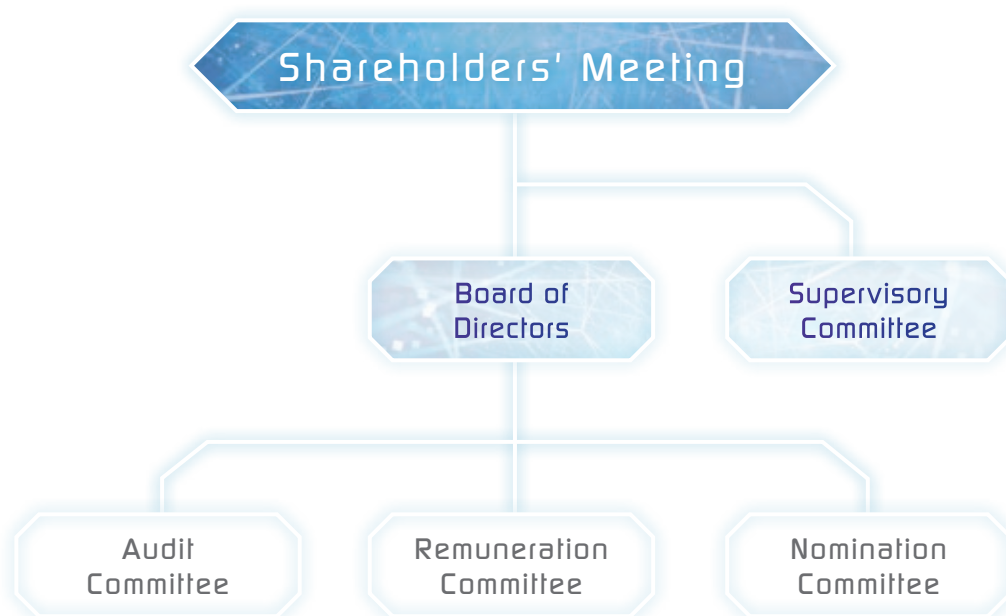 Shareholders' Meeting
Board of
Directors
Supervisory
Committee
Audit
Committee
Remuneration
Committee
Nomination
Committee